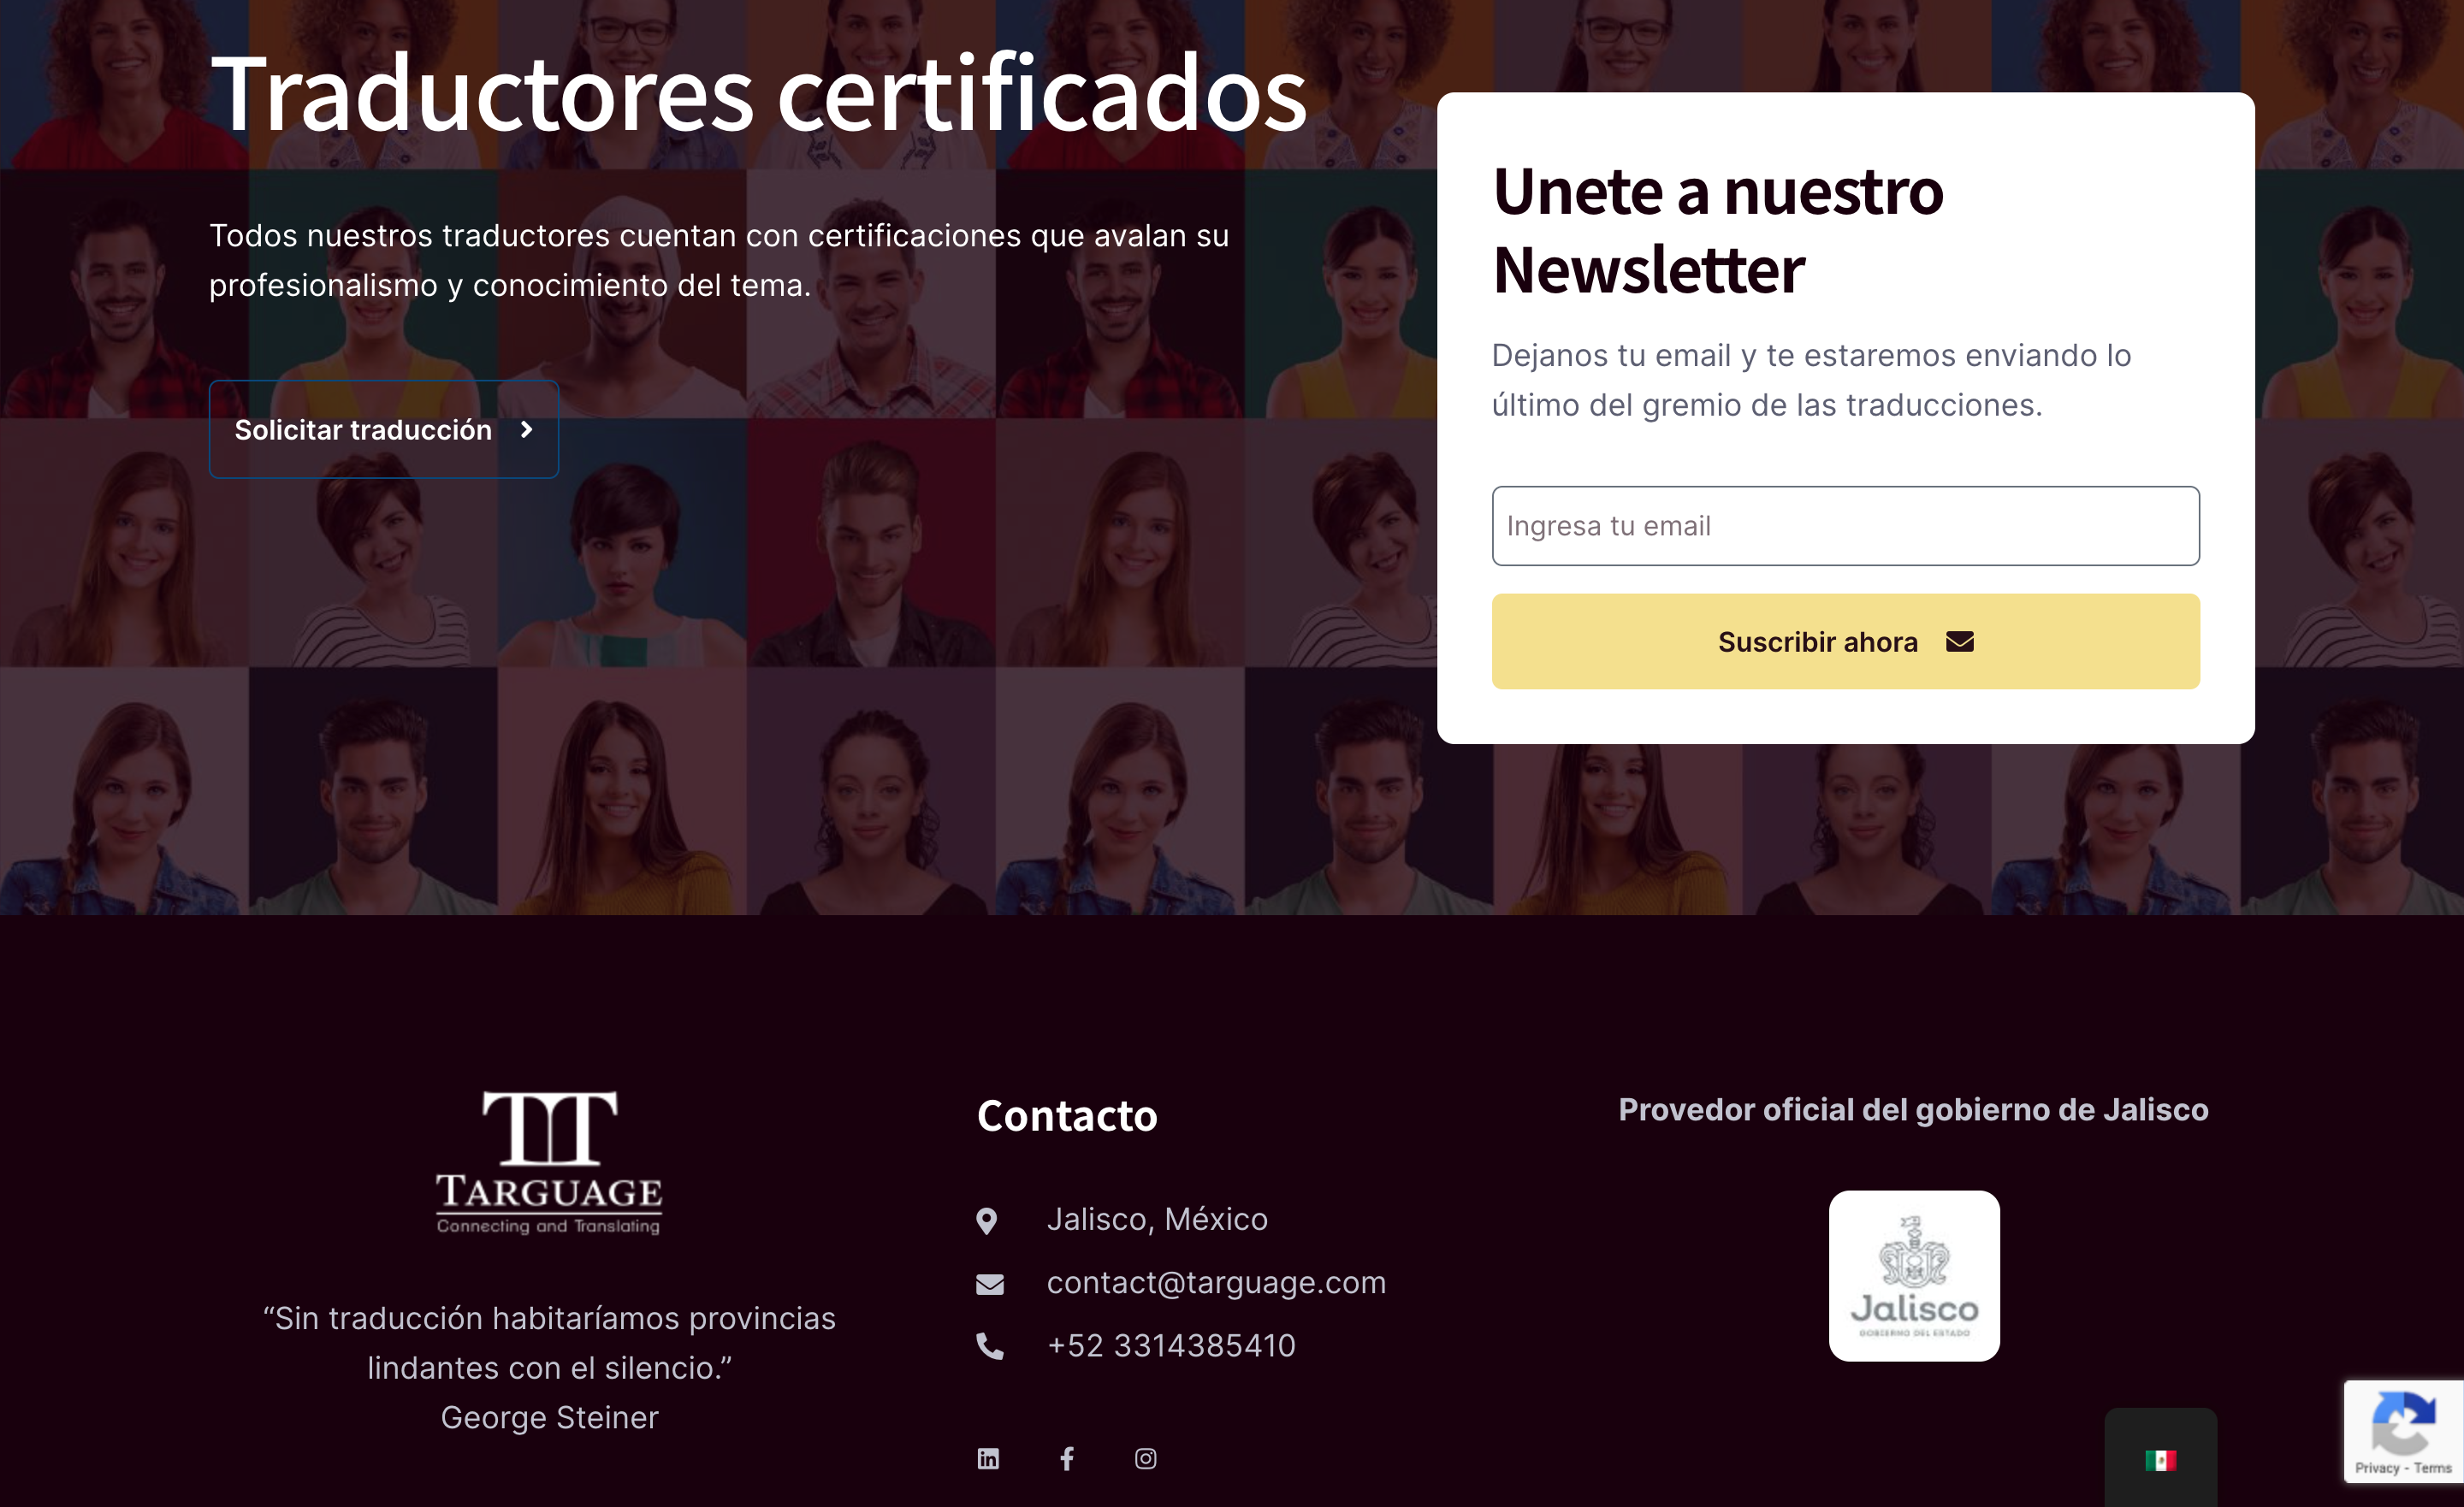 Traductores certificados
Todos nuestros traductores cuentan con certificaciones que avalan su
profesionalismo y conocimiento del tema.
Solicitar traducción
Unete a nuestro
Newsletter
Dejanos tu email y te estaremos enviando lo
último del gremio de las traducciones.
Ingresa tu email
Suscribir ahora
TARGUAGE
Connecting and Translating
“Sin traducción habitaríamos provincias
lindantes con el silencio.”
George Steiner
Contacto
Jalisco, México
contact@targuage.com
+52 3314385410
Provedor oficial del gobierno de Jalisco
Jalisco
GOBIERNO DEL ESTADO
Privacy - Terms